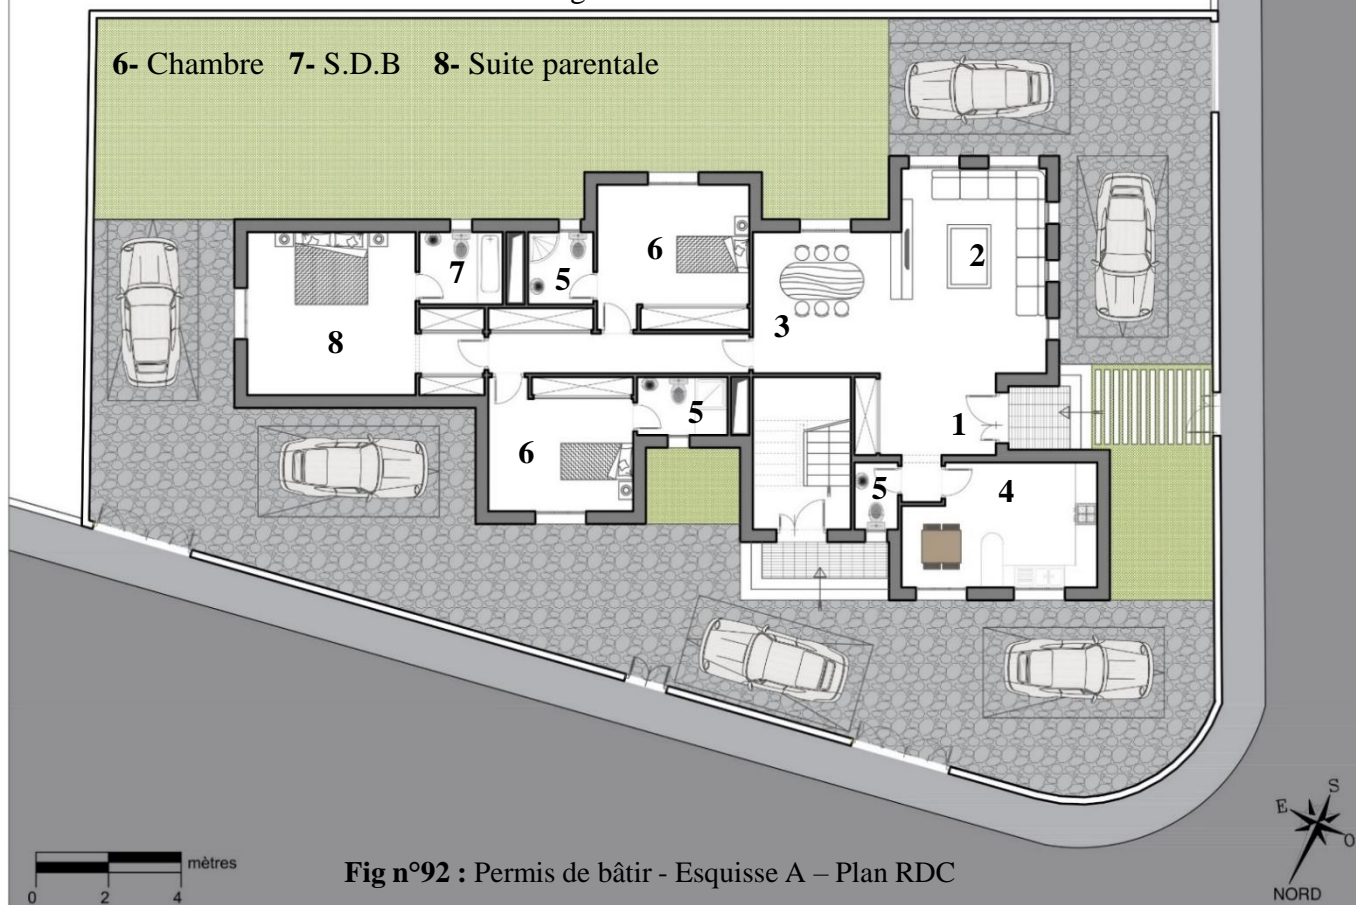 6- Chambre 7- S.D.B 8- Suite parentale
2
6
7
5
3
8
5
1
6
5
4
S
E
O
NORD
mètres
0 2 4
Fig n°92 : Permis de bâtir - Esquisse A – Plan RDC